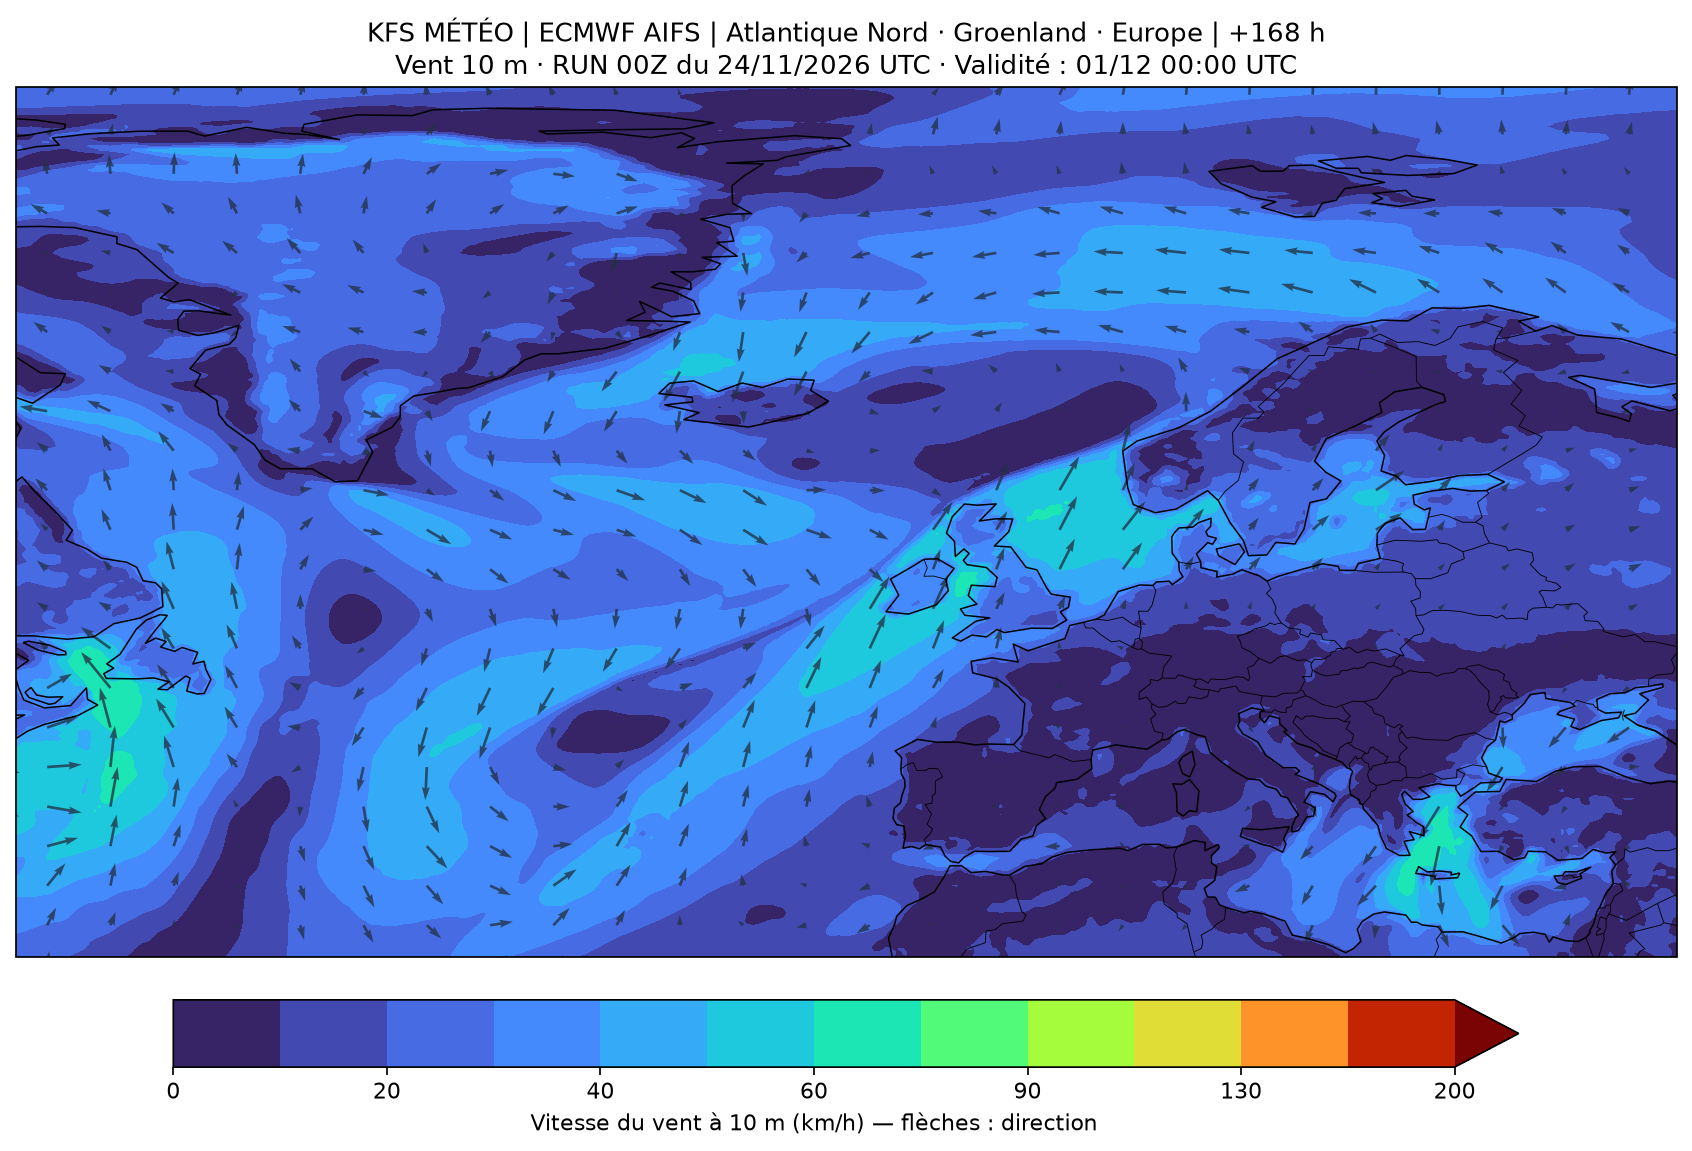 KFS MÉTÉO | ECMWF AIFS | Atlantique Nord · Groenland · Europe | +168 h
Vent 10 m · RUN 00Z du 24/11/2026 UTC · Validité : 01/12 00:00 UTC
0 20 40 60 90 130 200
Vitesse du vent à 10 m (km/h) — flèches : direction